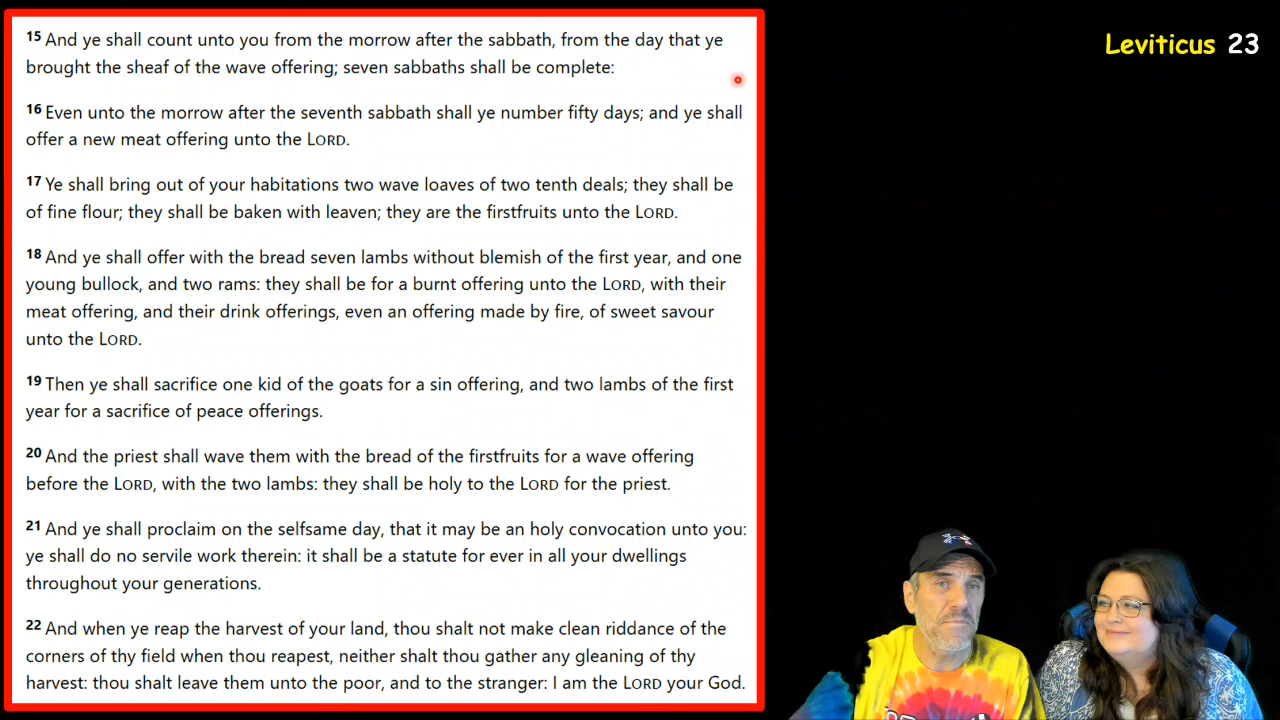 Leviticus 23
15 And ye shall count unto you from the morrow after the sabbath, from the day that ye
brought the sheaf of the wave offering; seven sabbaths shall be complete:
16 Even unto the morrow after the seventh sabbath shall ye number fifty days; and ye shall
offer a new meat offering unto the LORD.
17 Ye shall bring out of your habitations two wave loaves of two tenth deals; they shall be
of fine flour; they shall be baken with leaven; they are the firstfruits unto the LORD.
18 And ye shall offer with the bread seven lambs without blemish of the first year, and one
young bullock, and two rams: they shall be for a burnt offering unto the LORD, with their
meat offering, and their drink offerings, even an offering made by fire, of sweet savour
unto the LORD.
19 Then ye shall sacrifice one kid of the goats for a sin offering, and two lambs of the first
year for a sacrifice of peace offerings.
20 And the priest shall wave them with the bread of the firstfruits for a wave offering
before the LORD, with the two lambs: they shall be holy to the LORD for the priest.
21 And ye shall proclaim on the selfsame day, that it may be an holy convocation unto you:
ye shall do no servile work therein: it shall be a statute for ever in all your dwellings
throughout your generations.
22 And when ye reap the harvest of your land, thou shalt not make clean riddance of the
corners of thy field when thou reapest, neither shalt thou gather any gleaning of thy
harvest: thou shalt leave them unto the poor, and to the stranger: I am the LORD your God.